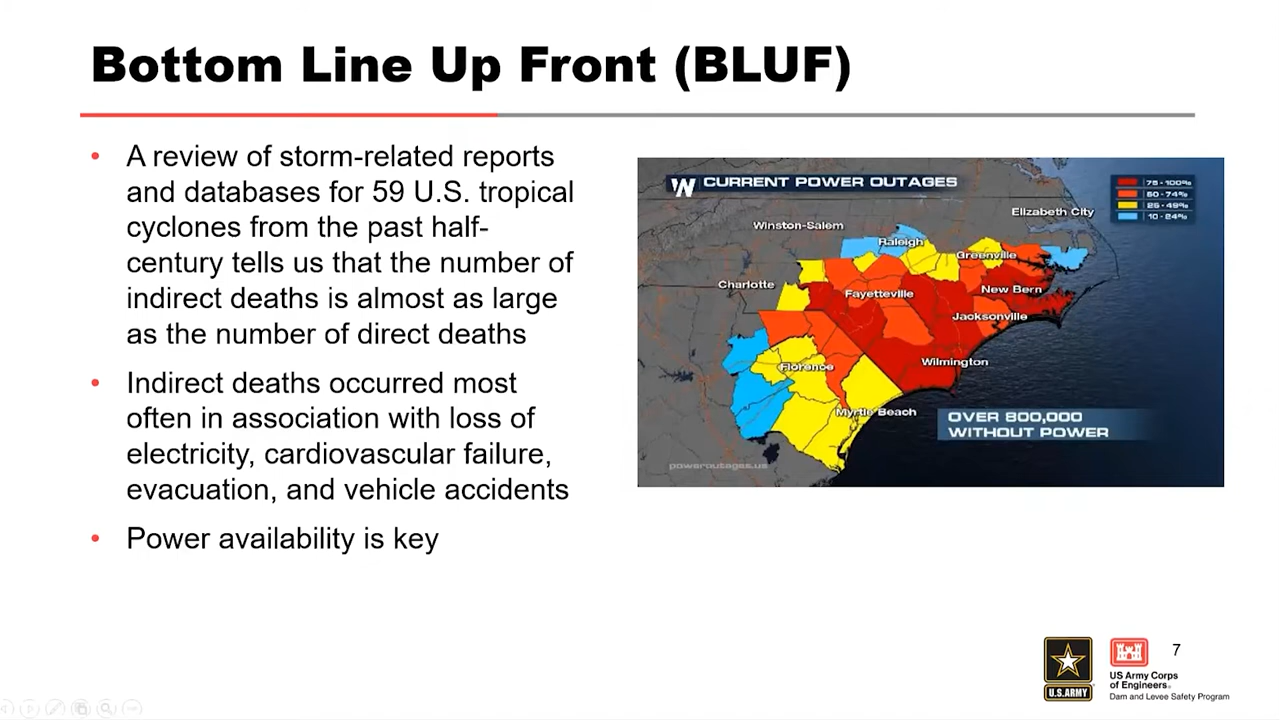 Bottom Line Up Front (BLUF)
• A review of storm-related reports
and databases for 59 U.S. tropical
cyclones from the past half-
century tells us that the number of
indirect deaths is almost as large
as the number of direct deaths
• Indirect deaths occurred most
often in association with loss of
electricity, cardiovascular failure,
evacuation, and vehicle accidents
• Power availability is key
W CURRENT POWER OUTAGES
75 - 100%
50 - 74%
25 - 49%
10 - 24%
Elizabeth City
Winston-Salem
Raleigh
Greenville
Charlotte
Fayetteville
New Bern
Jacksonville
Wilmington
Florence
Myrtle Beach
OVER 800,000
WITHOUT POWER
poweroutages.us
U.S.ARMY
US Army Corps
of Engineers®
Dam and Levee Safety Program
7